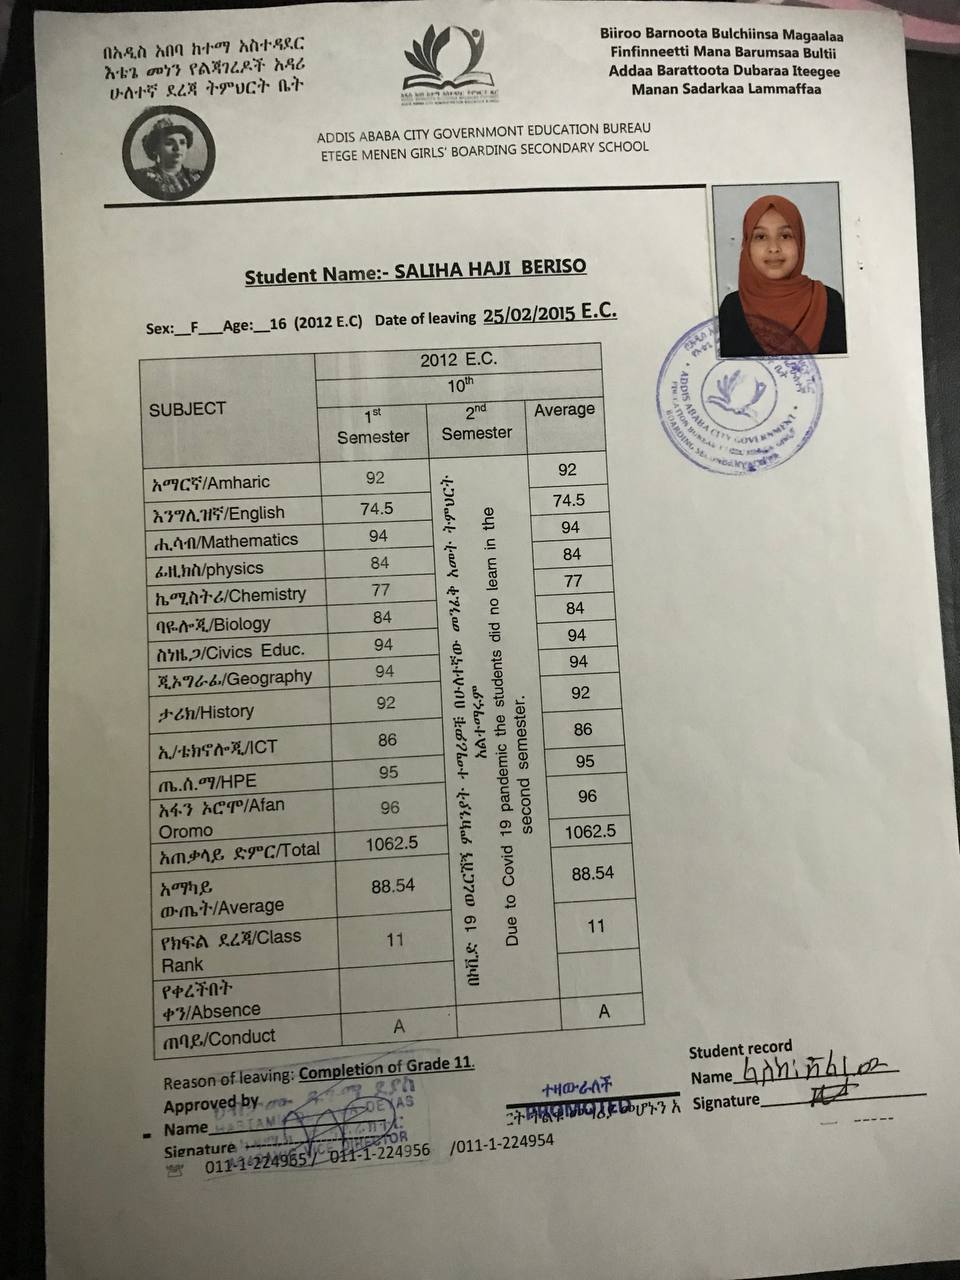 በአዲስ አበባ ከተማ አስተዳደር
እቴጌ መነን የልጃገረዶች አዳሪ
ሁለተኛ ደረጃ ትምህርት ቤት
Biiroo Barnoota Bulchiinsa Magaalaa
Finfinneetti Mana Barumsaa Bultii
Addaa Barattoota Dubaraa Iteegee
Manan Sadarkaa Lammaffaa
ADDIS ABABA CITY GOVERNMONT EDUCATION BUREAU
ETEGE MENEN GIRLS' BOARDING SECONDARY SCHOOL
Student Name:- SALIHA HAJI BERISO
Sex:__F___Age:__16 (2012 E.C) Date of leaving 25/02/2015 E.C.
ADDIS ABABA CITY GOVERNMENT
SUBJECT
2012 E.C.
10th
1st Semester
2nd Semester
Average
አማርኛ/Amharic 92 92
እንግሊዝኛ/English 74.5 74.5
ሒሳብ/Mathematics 94 94
ፊዚክስ/physics 84 84
ኬሚስትሪ/Chemistry 77 77
ባዮሎጂ/Biology 84 84
ስነዜጋ/Civics Educ. 94 94
ጂኦግራፊ/Geography 94 94
ታሪክ/History 92 92
ኢ/ቴክኖሎጂ/ICT 86 86
ጤ.ሰ.ማ/HPE 95 95
አፋን ኦሮሞ/Afan
Oromo 96 96
አጠቃላይ ድምር/Total 1062.5 1062.5
አማካይ
ውጤት/Average 88.54 88.54
የክፍል ደረጃ/Class
Rank 11 11
የቀረችበት
ቀን/Absence
ጠባይ/Conduct A A
በኮቪድ 19 ወረርሽኝ ምክንያት ተማሪዎቹ በሁለተኛው መንፈቅ አመት ትምህርት
አልተማሩም
Due to Covid 19 pandemic the students did no learn in the
second semester.
Reason of leaving: Completion of Grade 11.
Approved by
Name
Signature
VICE DIRECTOR
011-1-224965 / 011-1-224956 /011-1-224954
ተዛውራለች
PROMOTED
Student record
Name
Signature